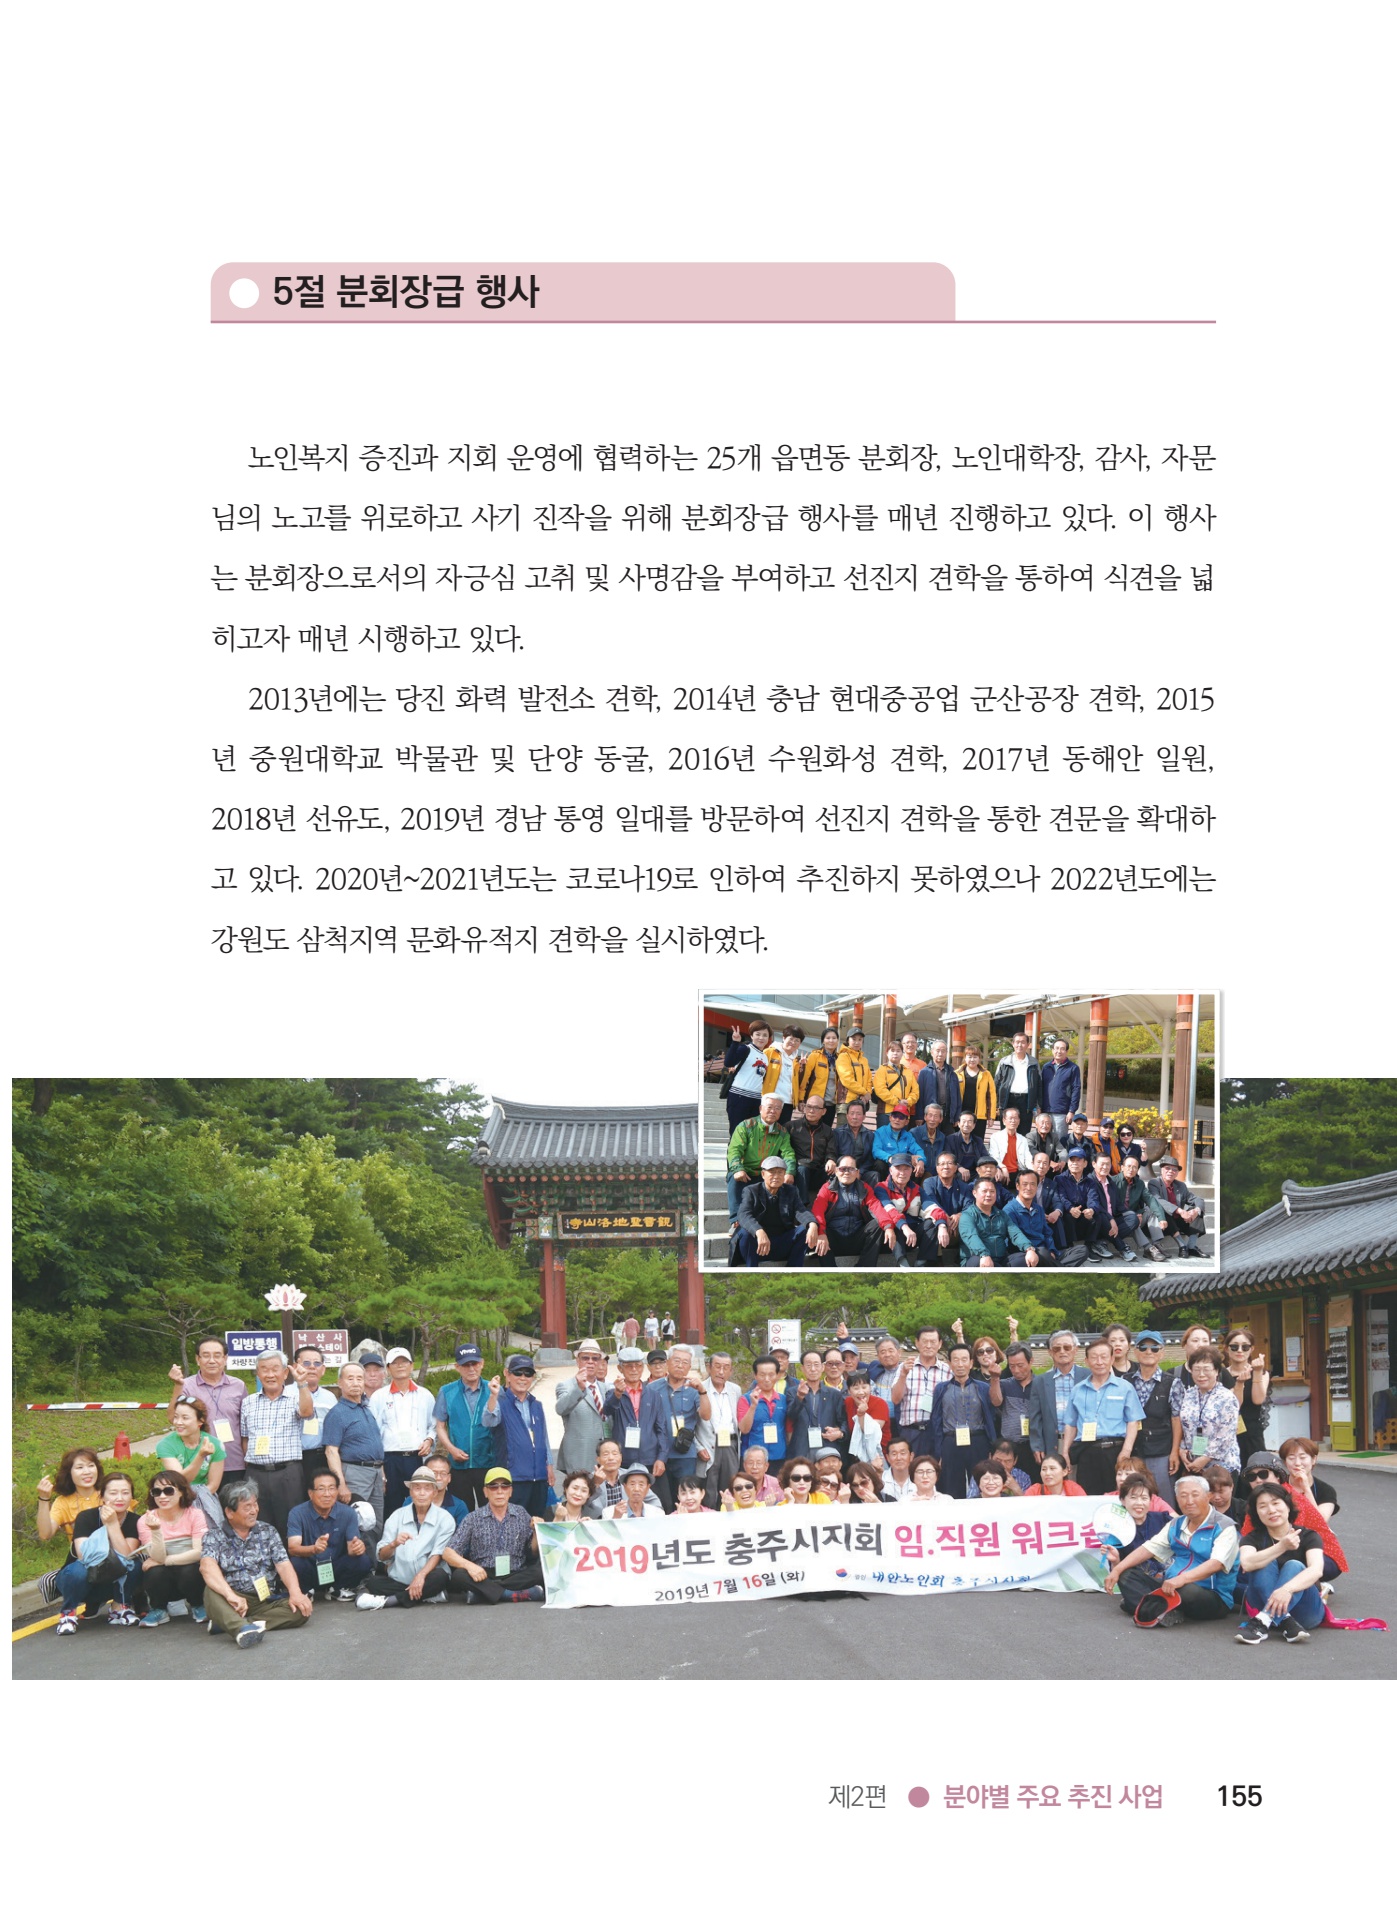 5절 분회장급 행사
노인복지 증진과 지회 운영에 협력하는 25개 읍면동 분회장, 노인대학장, 감사, 자문
님의 노고를 위로하고 사기 진작을 위해 분회장급 행사를 매년 진행하고 있다. 이 행사
는 분회장으로서의 자긍심 고취 및 사명감을 부여하고 선진지 견학을 통하여 식견을 넓
히고자 매년 시행하고 있다.
2013년에는 당진 화력 발전소 견학, 2014년 충남 현대중공업 군산공장 견학, 2015
년 중원대학교 박물관 및 단양 동굴, 2016년 수원화성 견학, 2017년 동해안 일원,
2018년 선유도, 2019년 경남 통영 일대를 방문하여 선진지 견학을 통한 견문을 확대하
고 있다. 2020년~2021년도는 코로나19로 인하여 추진하지 못하였으나 2022년도에는
강원도 삼척지역 문화유적지 견학을 실시하였다.
寺山洛地聖音觀
일방통행
낙산사
2019년도 충주시지회 임.직원 워크숍
2019년 7월 16일 (화)
대한노인회 충주시지회
제2편 ● 분야별 주요 추진 사업 155